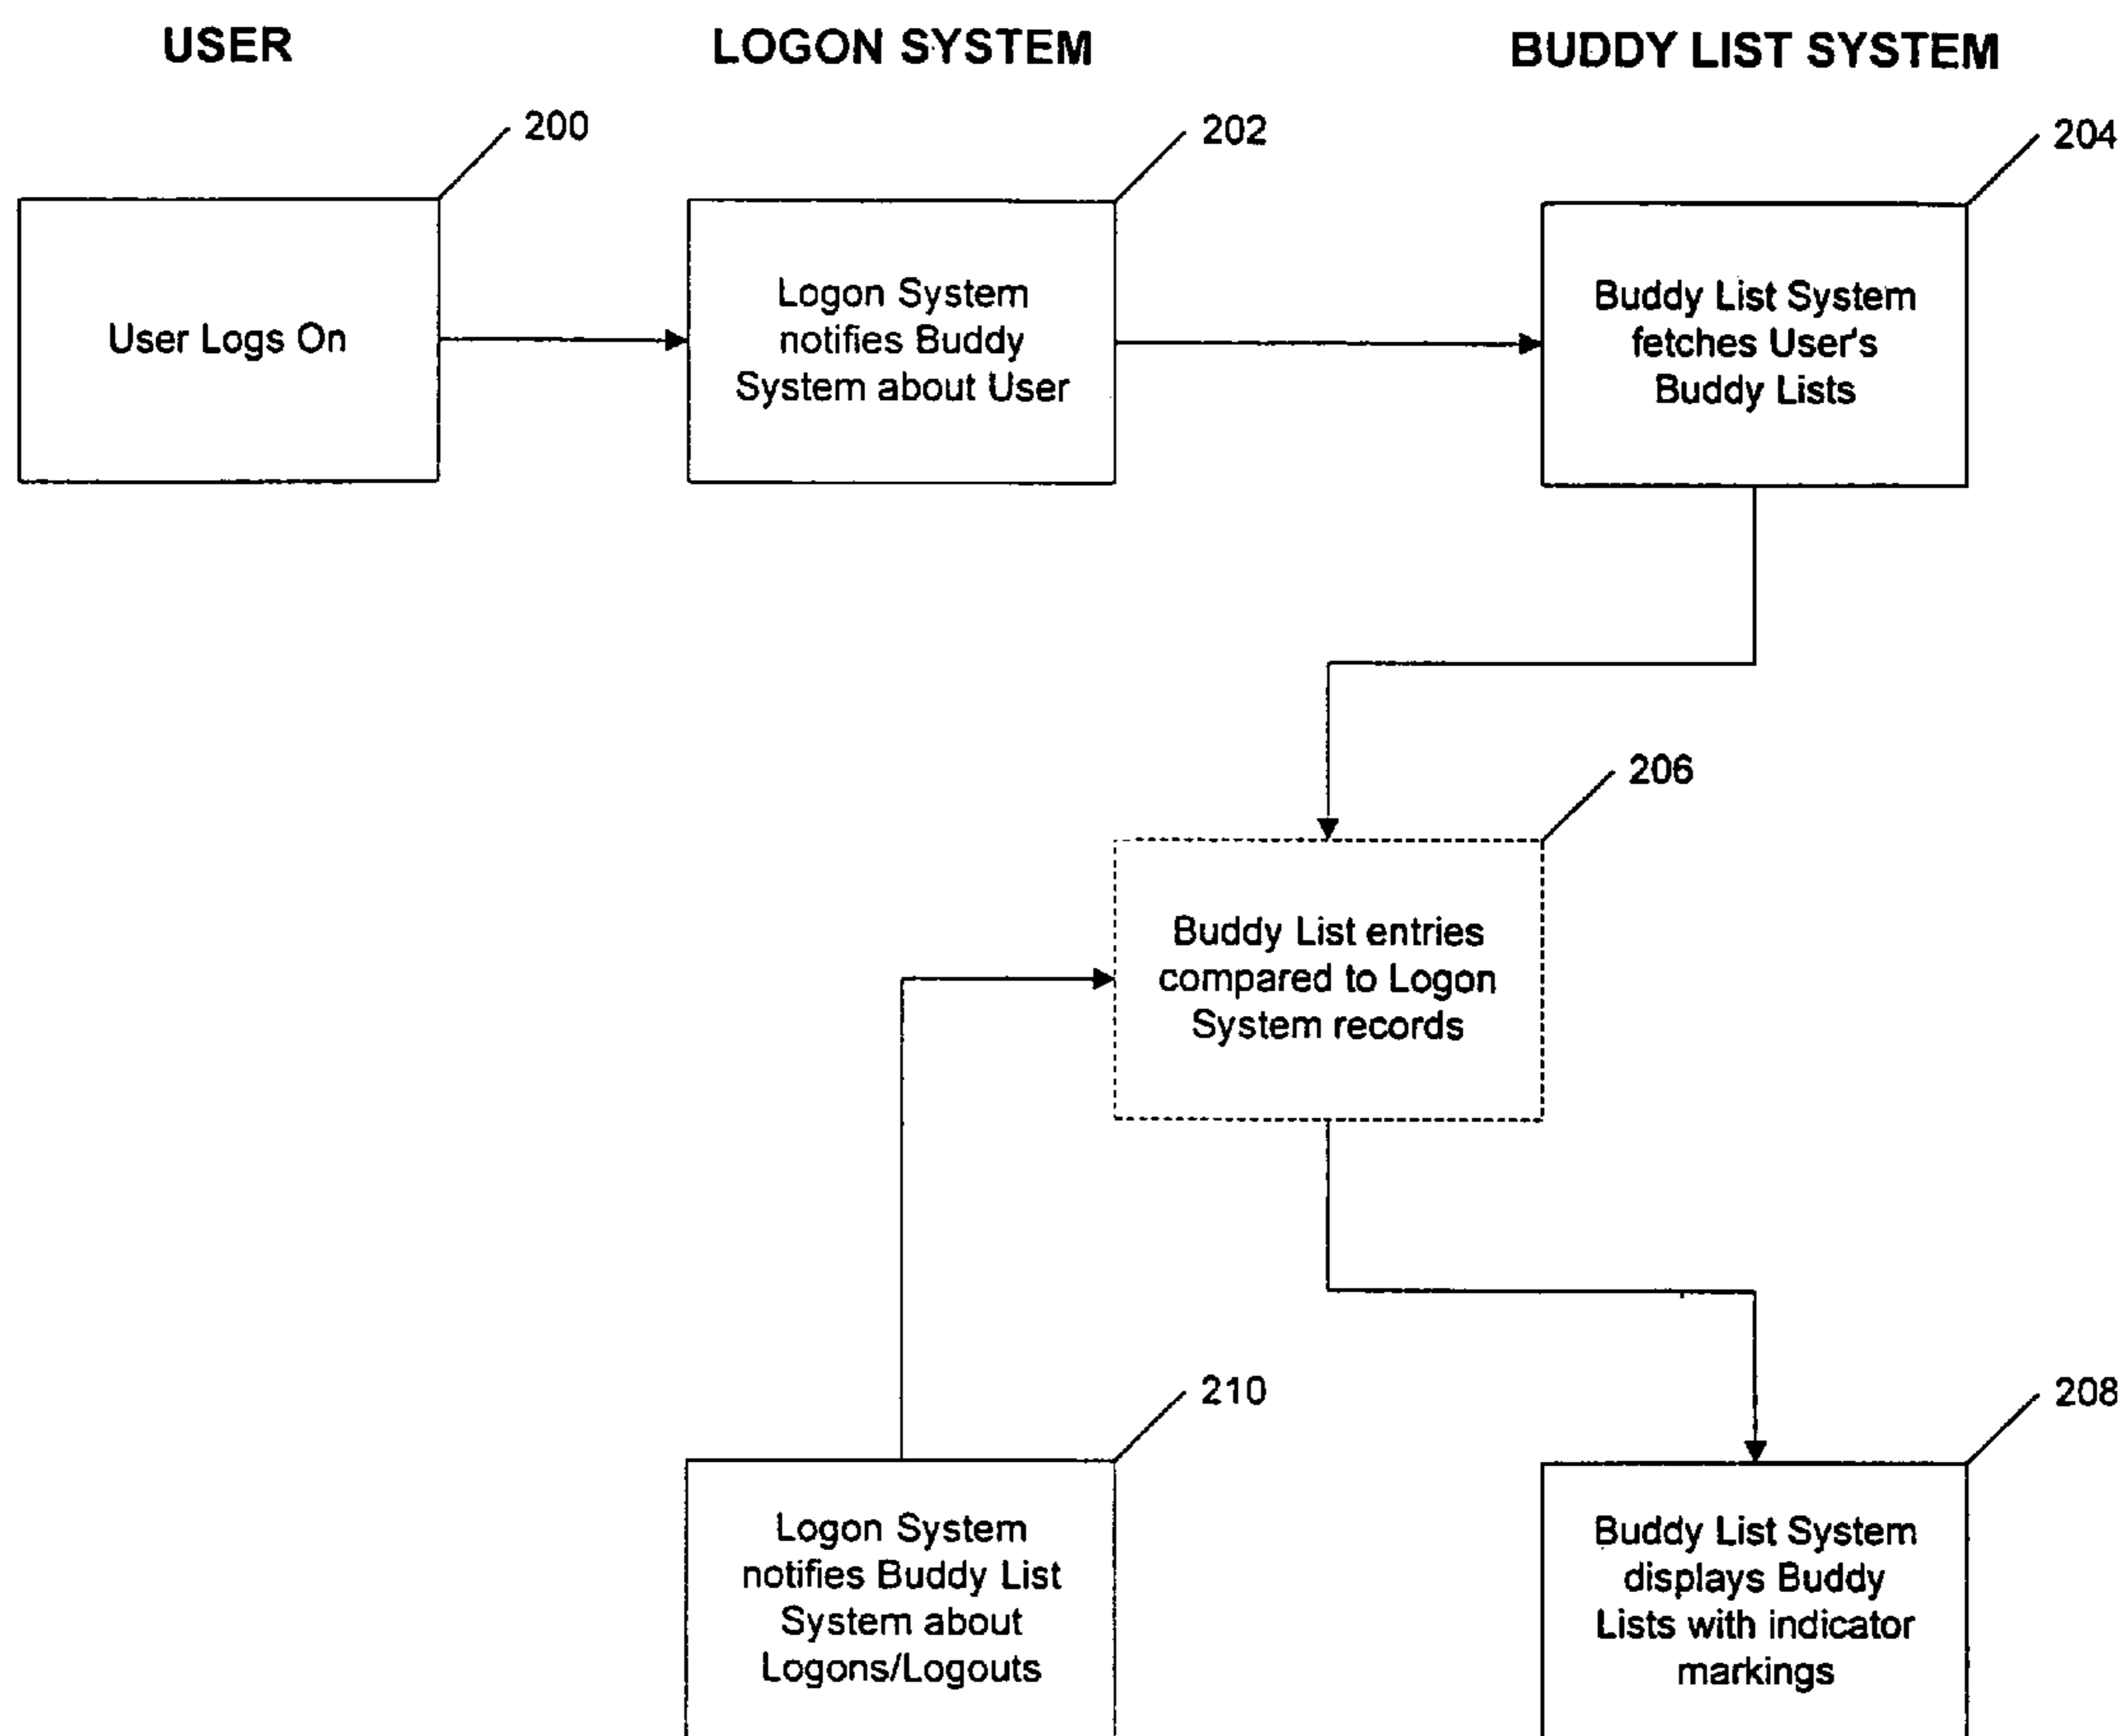 USER
LOGON SYSTEM
BUDDY LIST SYSTEM
200
202
204
User Logs On
Logon System
notifies Buddy
System about User
Buddy List System
fetches User's
Buddy Lists
206
Buddy List entries
compared to Logon
System records
210
208
Logon System
notifies Buddy List
System about
Logons/Logouts
Buddy List System
displays Buddy
Lists with indicator
markings